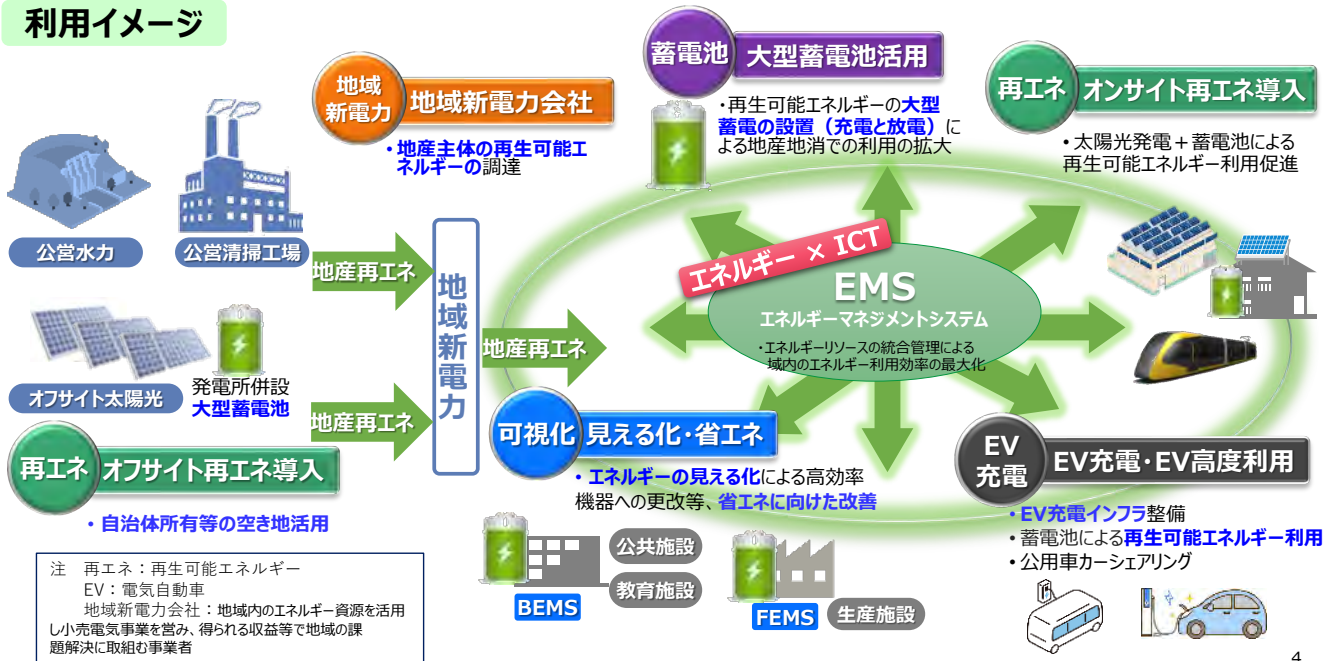 利用イメージ
蓄電池
大型蓄電池活用
・再生可能エネルギーの大型
蓄電の設置（充電と放電）に
よる地産地消での利用の拡大
再エネ
オンサイト再エネ導入
・太陽光発電＋蓄電池による
再生可能エネルギー利用促進
地域
新電力
地域新電力会社
・地産主体の再生可能エ
ネルギーの調達
公営水力
公営清掃工場
地産再エネ
地域新電力
地産再エネ
エネルギー × ICT
EMS
エネルギーマネジメントシステム
・エネルギーリソースの統合管理による
域内のエネルギー利用効率の最大化
オフサイト太陽光
発電所併設
大型蓄電池
地産再エネ
再エネ
オフサイト再エネ導入
・自治体所有等の空き地活用
可視化
見える化・省エネ
・エネルギーの見える化による高効率
機器への更改等、省エネに向けた改善
BEMS
公共施設
教育施設
FEMS
生産施設
EV
充電
EV充電・EV高度利用
・EV充電インフラ整備
・蓄電池による再生可能エネルギー利用
・公用車カーシェアリング
注　再エネ：再生可能エネルギー
EV：電気自動車
地域新電力会社：地域内のエネルギー資源を活用
し小売電気事業を営み、得られる収益等で地域の課
題解決に取組む事業者
4